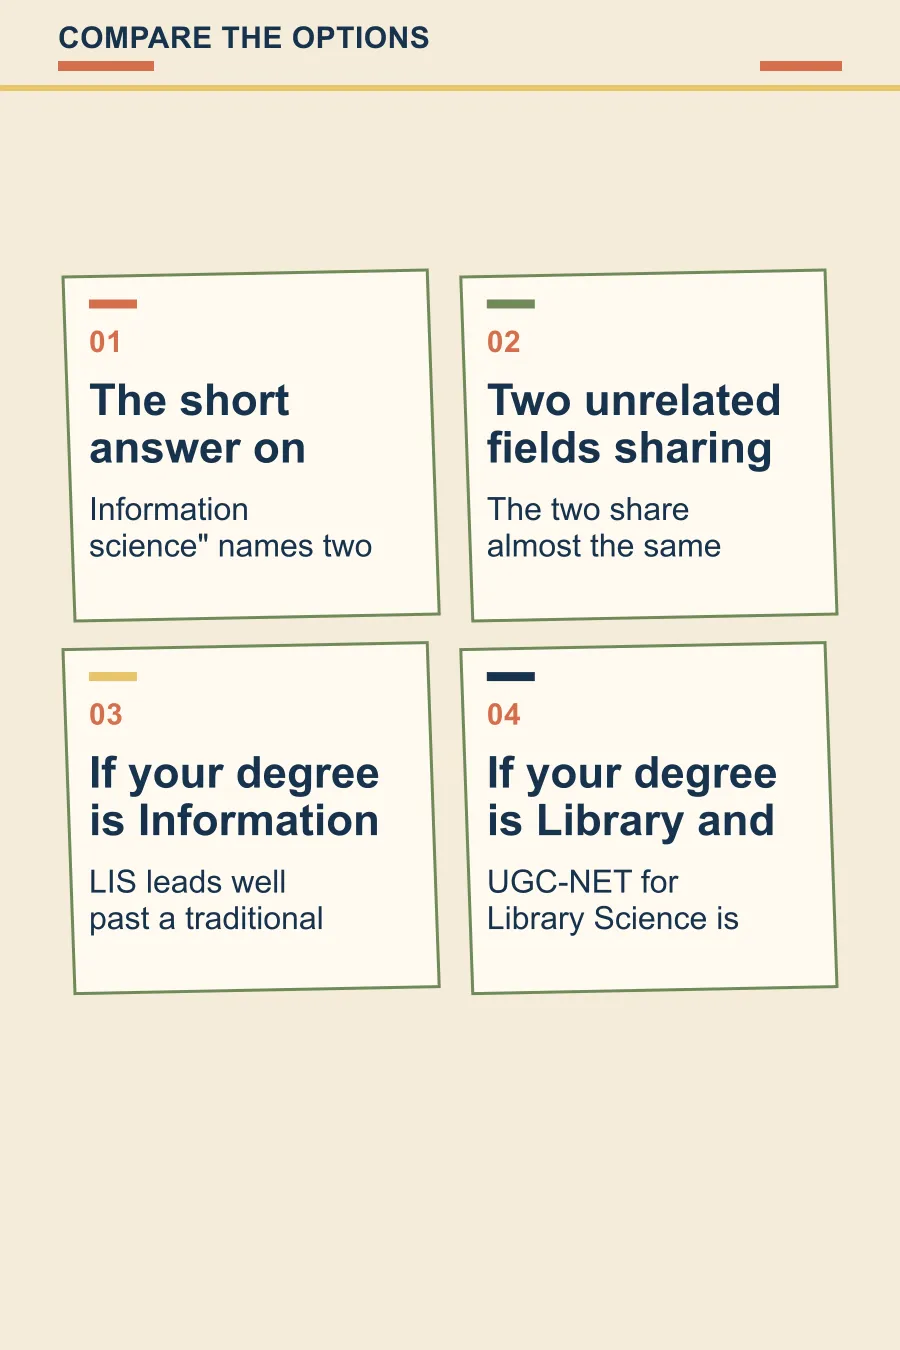 COMPARE THE OPTIONS
01
The short
answer on
Information
science" names two
02
Two unrelated
fields sharing
The two share
almost the same
03
If your degree
is Information
LIS leads well
past a traditional
04
If your degree
is Library and
UGC-NET for
Library Science is